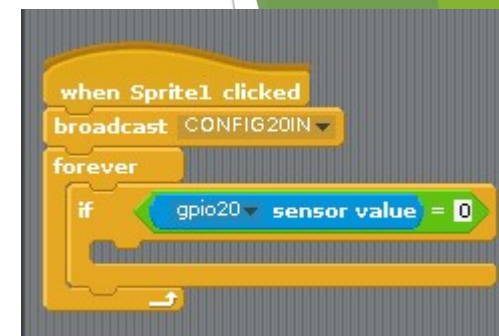 when Sprite1 clicked
broadcast CONFIG20IN
forever
if gpio20 sensor value = 0